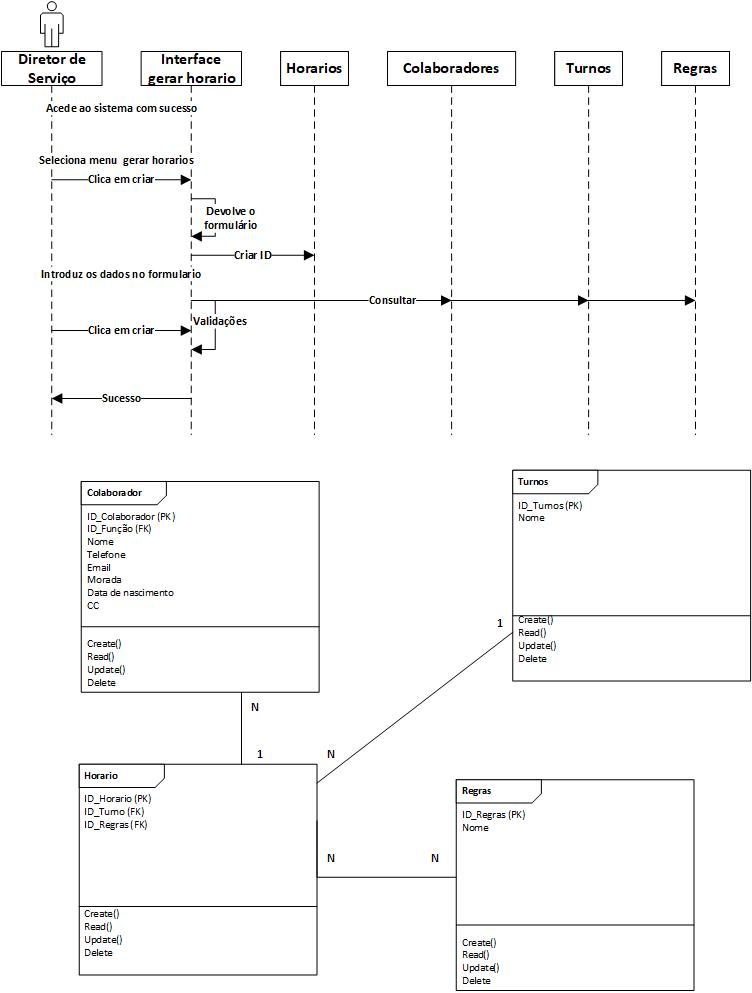 Diretor de
Serviço
Interface
gerar horario
Horarios
Colaboradores
Turnos
Regras
Acede ao sistema com sucesso
Seleciona menu gerar horarios
Clica em criar
Devolve o
formulário
Criar ID
Introduz os dados no formulario
Consultar
Validações
Clica em criar
Sucesso
Colaborador
ID_Colaborador (PK)
ID_Função (FK)
Nome
Telefone
Email
Morada
Data de nascimento
CC
Create()
Read()
Update()
Delete
Turnos
ID_Turnos (PK)
Nome
Create()
Read()
Update()
Delete
1
N
1
N
Horario
ID_Horario (PK)
ID_Turno (FK)
ID_Regras (FK)
Create()
Read()
Update()
Delete
N
N
Regras
ID_Regras (PK)
Nome
Create()
Read()
Update()
Delete